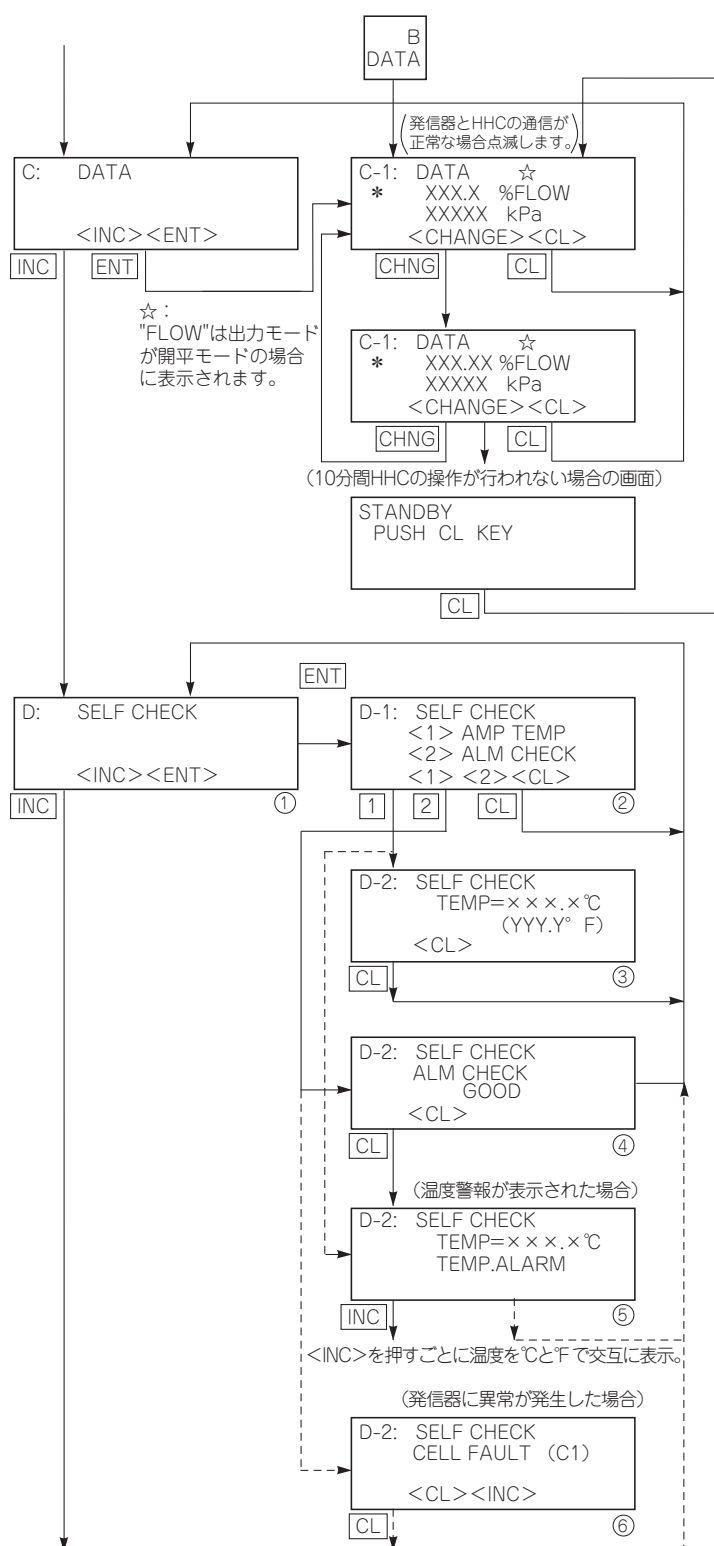 B
DATA
（発信器とHHCの通信が
正常な場合点滅します。）
C: DATA
<INC><ENT>
INC ENT
☆：
"FLOW"は出力モード
が開平モードの場合
に表示されます。
C-1: DATA ☆
* XXX.X %FLOW
XXXXX kPa
<CHANGE><CL>
CHNG CL
C-1: DATA ☆
* XXX.XX %FLOW
XXXXX kPa
<CHANGE><CL>
CHNG CL
（10分間HHCの操作が行われない場合の画面）
STANDBY
PUSH CL KEY
CL
ENT
D: SELF CHECK
<INC><ENT>
INC ①
D-1: SELF CHECK
<1> AMP TEMP
<2> ALM CHECK
<1> <2><CL>
1 2 CL ②
D-2: SELF CHECK
TEMP=×××.×℃
(YYY.Y° F)
<CL>
CL ③
D-2: SELF CHECK
ALM CHECK
GOOD
<CL>
CL ④
（温度警報が表示された場合）
D-2: SELF CHECK
TEMP=×××.×℃
TEMP.ALARM
INC ⑤
<INC>を押すごとに温度を℃と℉で交互に表示。
（発信器に異常が発生した場合）
D-2: SELF CHECK
CELL FAULT （C1）
<CL><INC>
CL ⑥